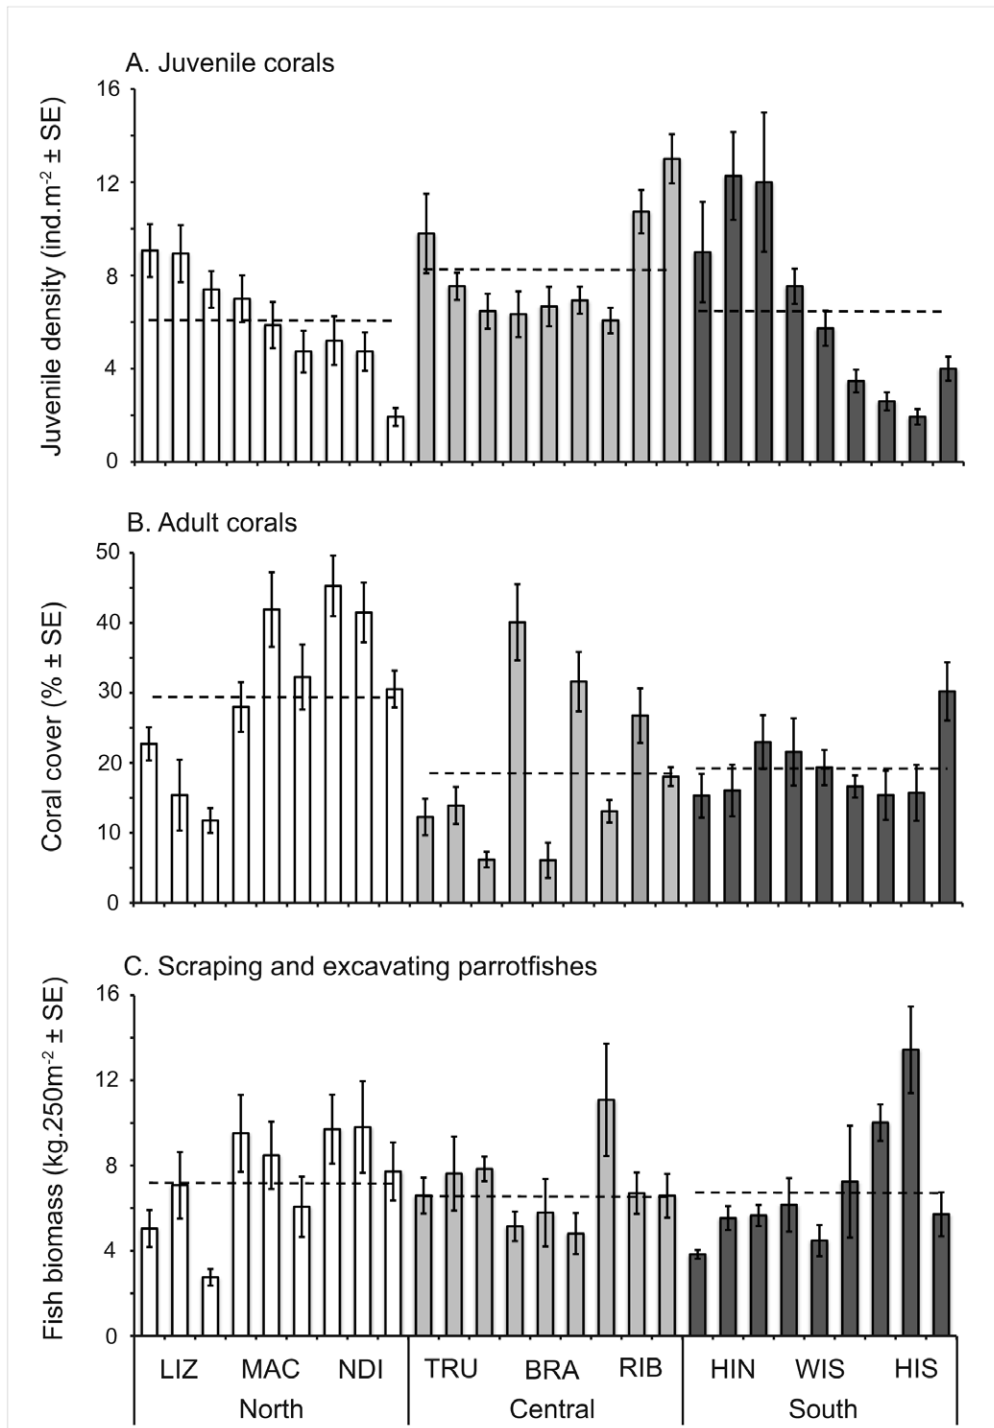 A. Juvenile corals
Juvenile density (ind.m⁻² ± SE)
16
12
8
4
0
B. Adult corals
Coral cover (% ± SE)
50
40
30
20
10
0
C. Scraping and excavating parrotfishes
Fish biomass (kg.250m⁻² ± SE)
16
12
8
4
0
LIZ MAC NDI TRU BRA RIB HIN WIS HIS
North Central South